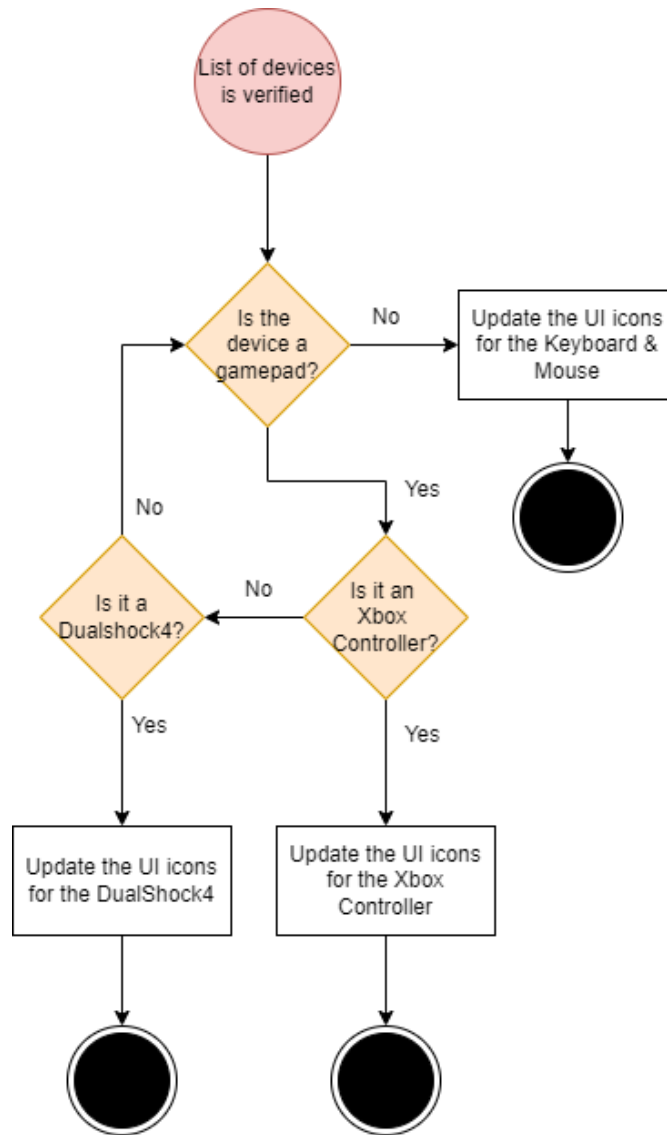 List of devices
is verified
Is the
device a
gamepad?
No
Update the UI icons
for the Keyboard &
Mouse
Yes
No
Is it a
Dualshock4?
No
Is it an
Xbox
Controller?
Yes
Yes
Update the UI icons
for the DualShock4
Update the UI icons
for the Xbox
Controller